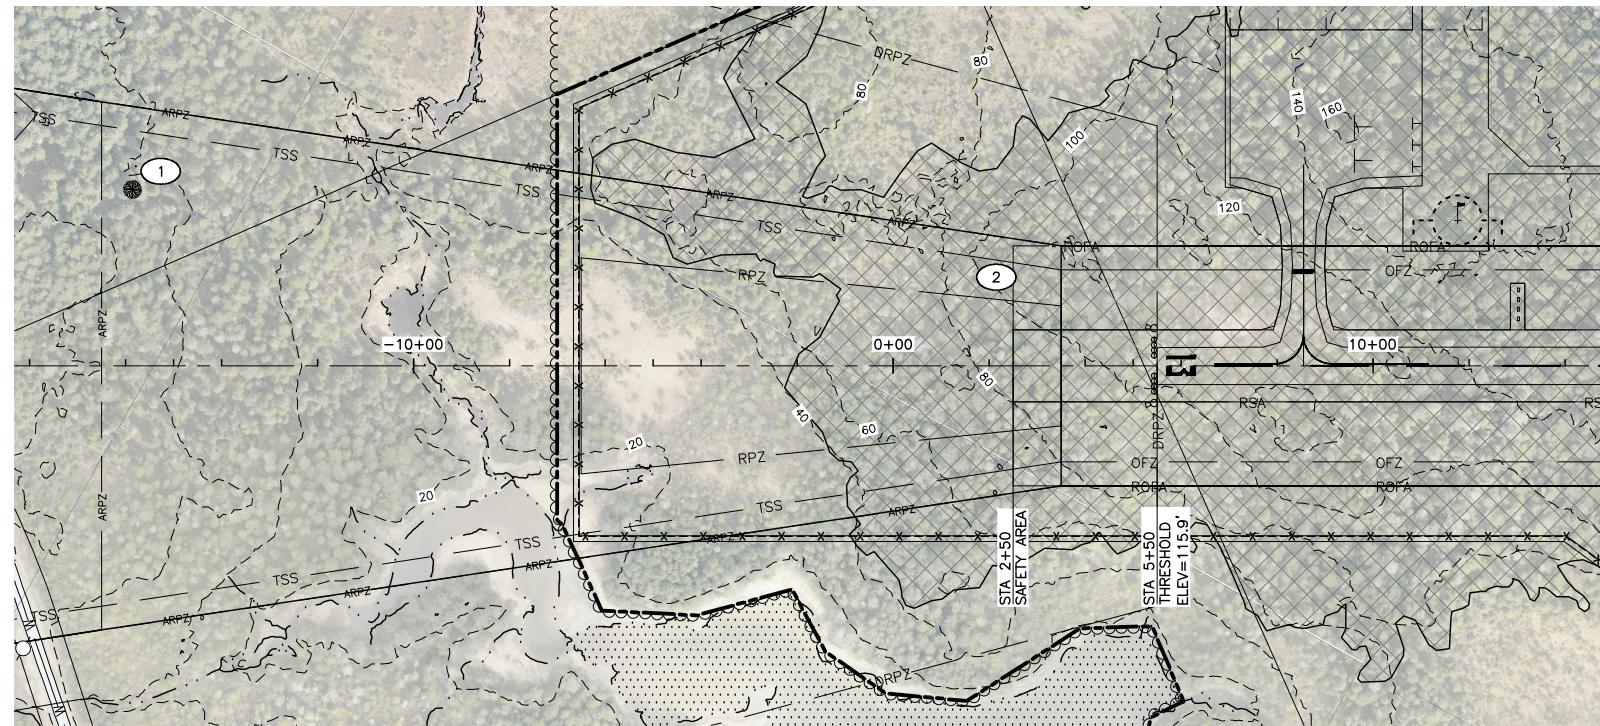 DRPZ
80
80
140
160
100
TSS
ARPZ
1
ARPZ
TSS
ARPZ
TSS
ARPZ
120
TSS
ARPZ
ROFA
ROFA
RPZ
2
OFZ
ARPZ
−10+00
0+00
10+00
80
RSA
RS
40
60
DRPZ
20
RPZ
OFZ
OFZ
20
ROFA
ROFA
ARPZ
TSS
ARPZ
STA 2+50
SAFETY AREA
STA 5+50
THRESHOLD
ELEV=115.9'
ARPZ
TSS
ARPZ
TSS
ARPZ
TSS
ARPZ
DRPZ